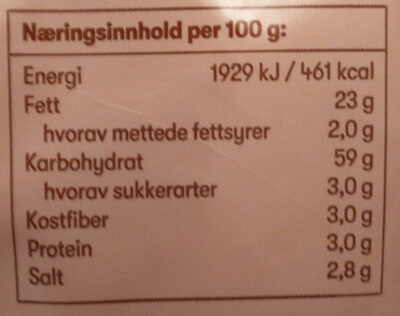 Næringsinnhold per 100 g:
Energi 1929 kJ / 461 kcal
Fett 23 g
hvorav mettede fettsyrer 2,0 g
Karbohydrat 59 g
hvorav sukkerarter 3,0 g
Kostfiber 3,0 g
Protein 3,0 g
Salt 2,8 g